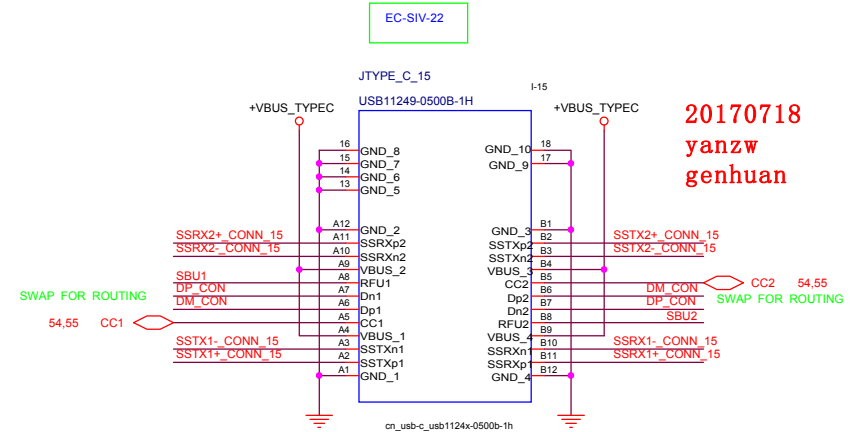 EC-SIV-22
JTYPE_C_15
I-15
USB11249-0500B-1H
+VBUS_TYPEC
+VBUS_TYPEC
20170718
yanzw
genhuan
16 GND_8
15 GND_7
14 GND_6
13 GND_5
GND_10 18
GND_9 17
A12 GND_2
SSRX2+_CONN_15 A11 SSRXp2
SSRX2-_CONN_15 A10 SSRXn2
A9 VBUS_2
SBU1 A8 RFU1
DP_CON A7 Dn1
SWAP FOR ROUTING
DM_CON A6 Dp1
54,55 CC1 A5 CC1
A4 VBUS_1
SSTX1-_CONN_15 A3 SSTXn1
SSTX1+_CONN_15 A2 SSTXp1
A1 GND_1
GND_3 B1
SSTXp2 B2 SSTX2+_CONN_15
SSTXn2 B3 SSTX2-_CONN_15
VBUS_3 B4
CC2 B5 CC2 54,55
Dp2 B6 DM_CON
SWAP FOR ROUTING
Dn2 B7 DP_CON
RFU2 B8 SBU2
VBUS_4 B9
SSRXn1 B10 SSRX1-_CONN_15
SSRXp1 B11 SSRX1+_CONN_15
GND_4 B12
cn_usb-c_usb1124x-0500b-1h